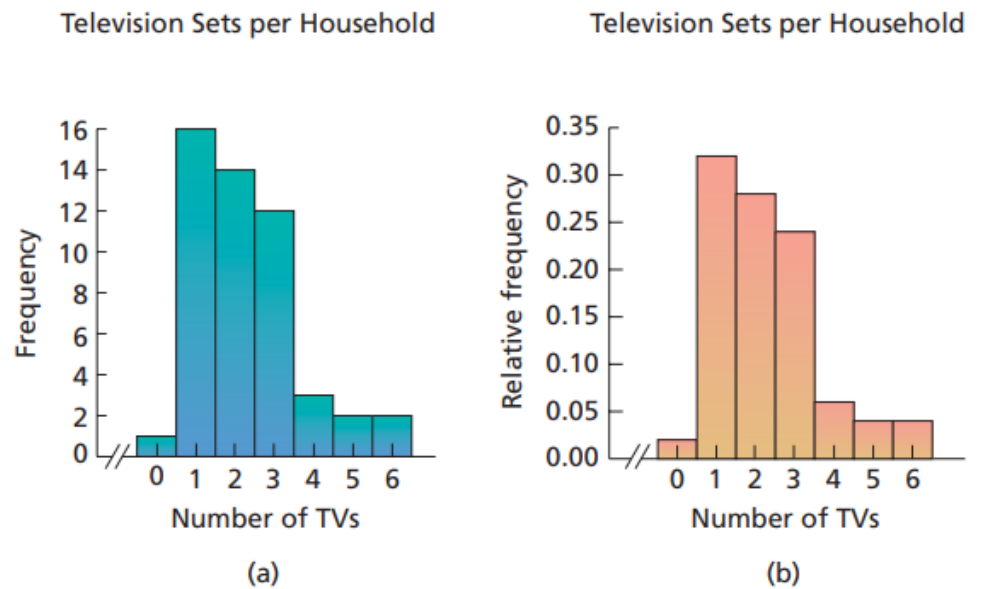 Television Sets per Household
Frequency
16
14
12
10
8
6
4
2
0
0 1 2 3 4 5 6
Number of TVs
(a)
Television Sets per Household
Relative frequency
0.35
0.30
0.25
0.20
0.15
0.10
0.05
0.00
0 1 2 3 4 5 6
Number of TVs
(b)